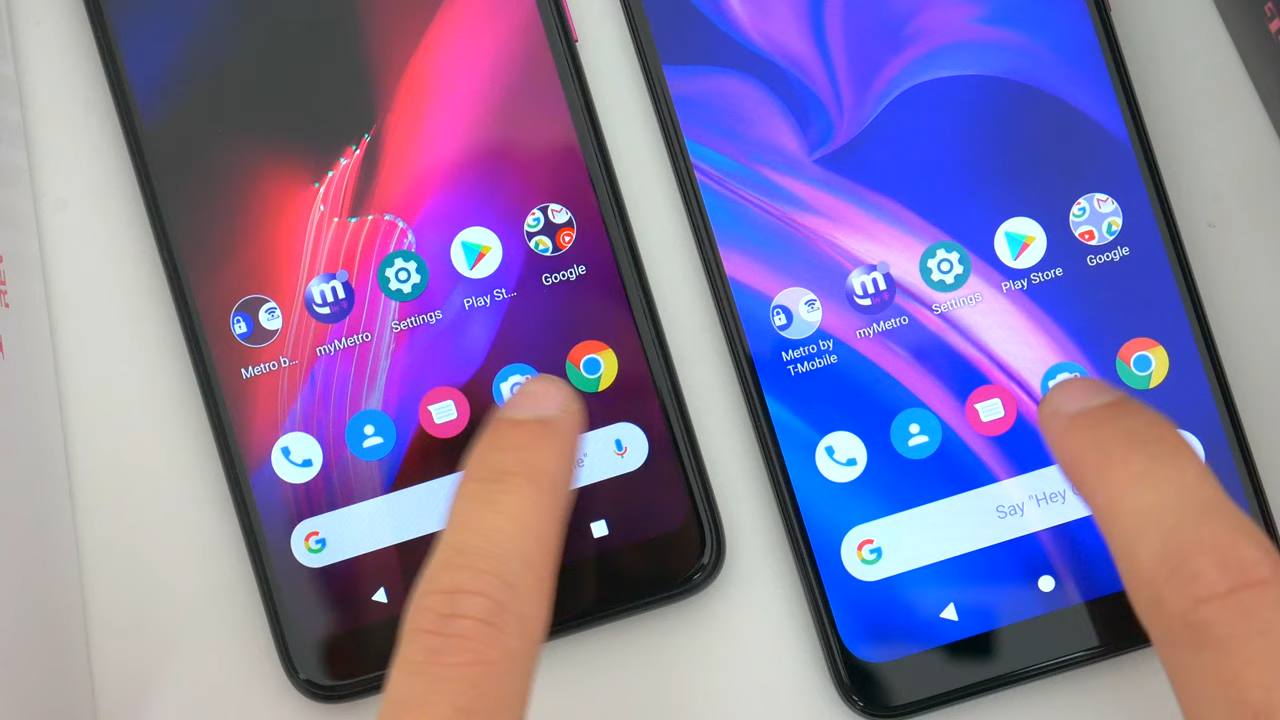 Google
Play St...
Settings
myMetro
Metro b...
e"
Google
Play Store
Settings
myMetro
Metro by
T-Mobile
Say "Hey